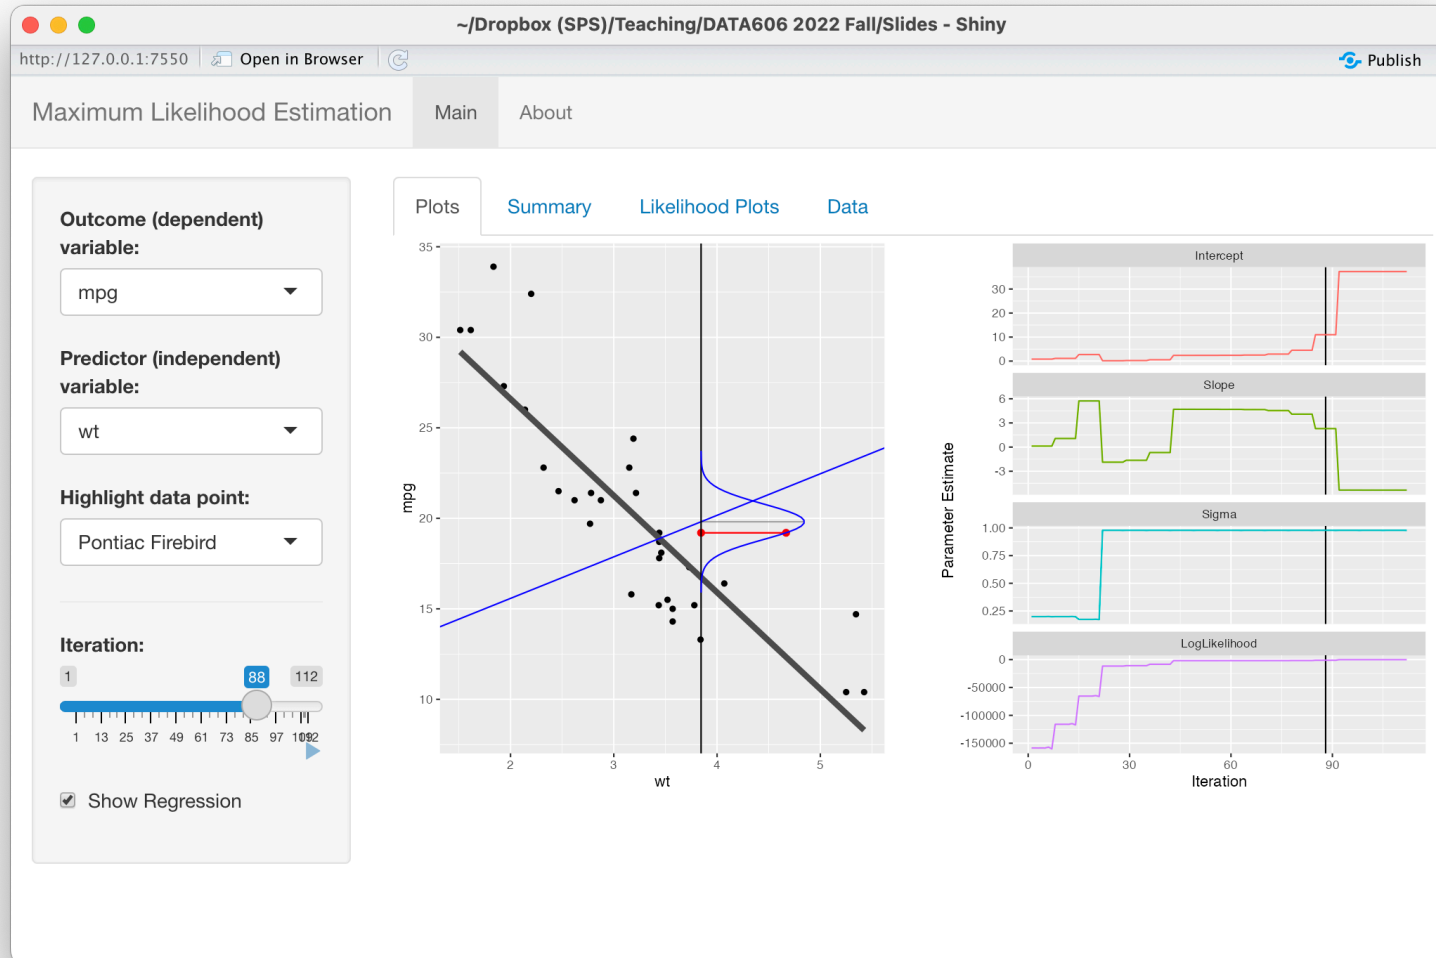 ~/Dropbox (SPS)/Teaching/DATA606 2022 Fall/Slides - Shiny
http://127.0.0.1:7550 Open in Browser Publish
Maximum Likelihood Estimation Main About
Outcome (dependent)
variable:
mpg
Predictor (independent)
variable:
wt
Highlight data point:
Pontiac Firebird
Iteration:
1 88 112
1 13 25 37 49 61 73 85 97
Show Regression
Plots Summary Likelihood Plots Data
35
30
25
20
15
10
mpg
2 3 4 5
wt
Parameter Estimate
Intercept
30
20
10
0
Slope
6
3
0
-3
Sigma
1.00
0.75
0.50
0.25
LogLikelihood
0
-50000
-100000
-150000
0 30 60 90
Iteration